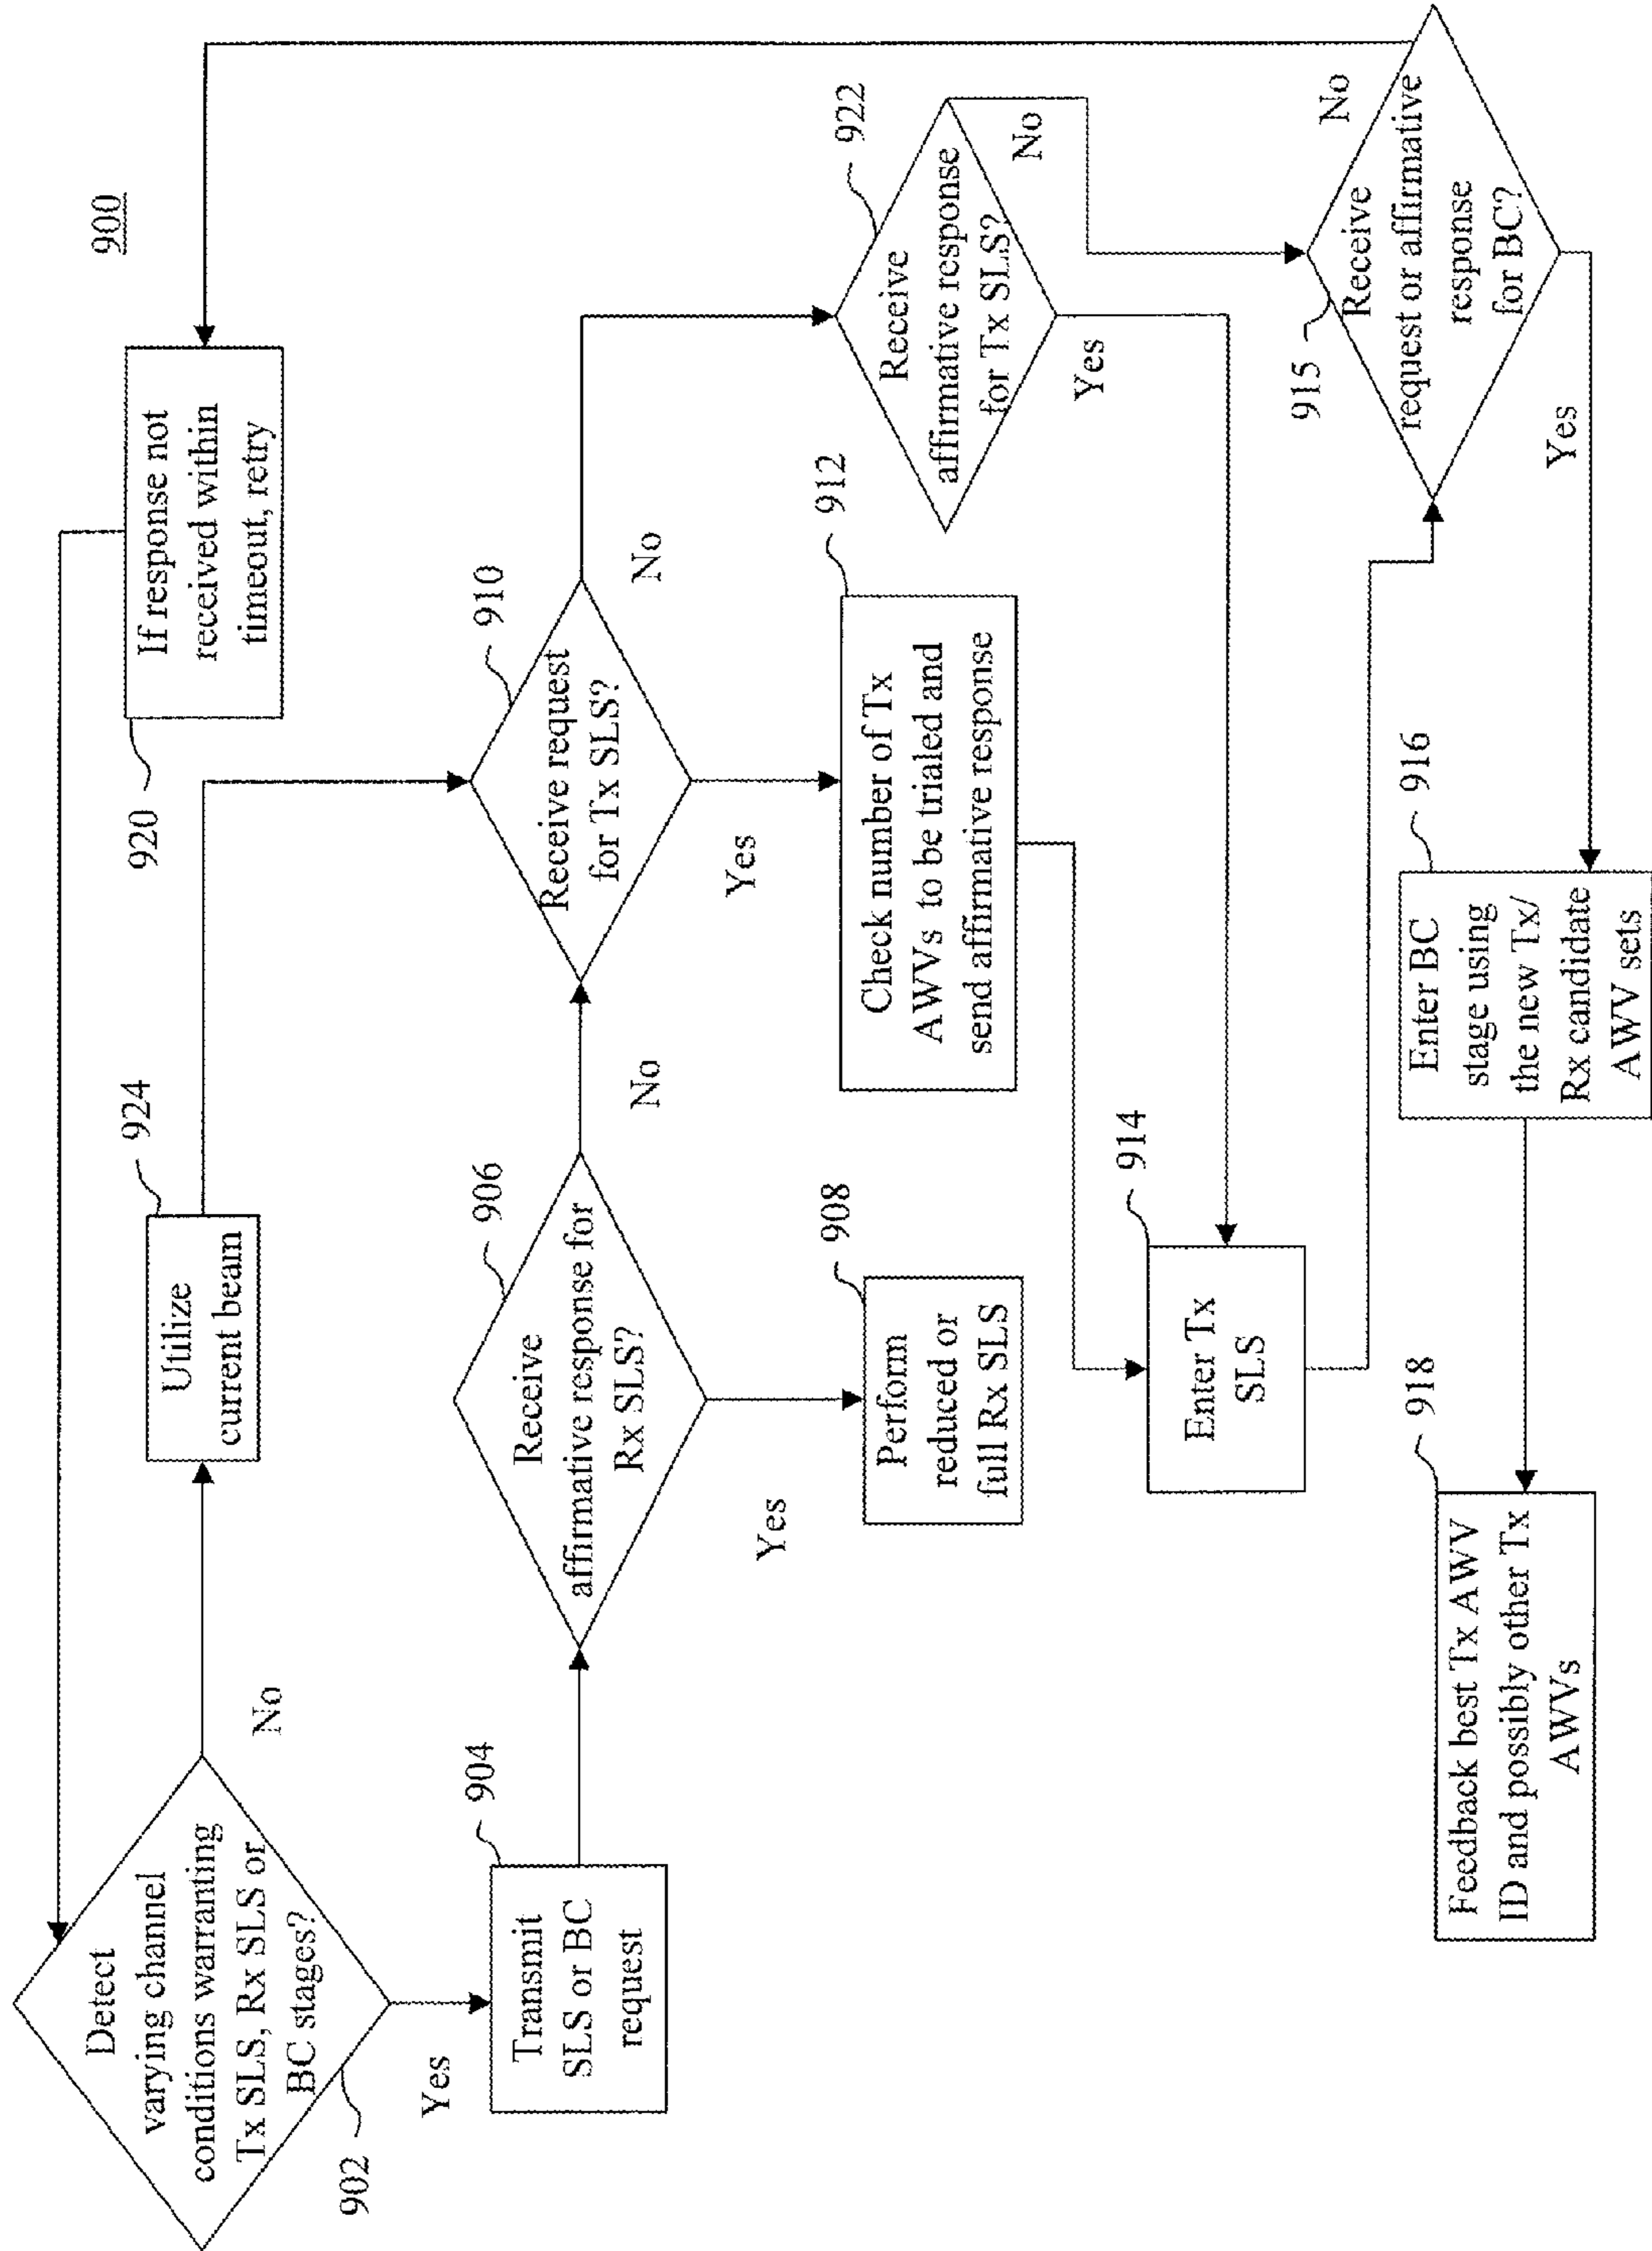 900
Detect
varying channel
conditions warranting
Tx SLS, Rx SLS or
BC stages?
902
No
Yes
Utilize
current beam
924
If response not
received within
timeout, retry
920
Transmit
SLS or BC
request
904
Receive
affirmative response for
Rx SLS?
906
No
Yes
Receive request
for Tx SLS?
910
No
Yes
Perform
reduced or
full Rx SLS
908
Check number of Tx
AWVs to be trialed and
send affirmative response
912
Receive
affirmative response
for Tx SLS?
922
No
Yes
Enter Tx
SLS
914
Receive
request or affirmative
response
for BC?
915
No
Yes
Enter BC
stage using
the new Tx/
Rx candidate
AWV sets
916
Feedback best Tx AWV
ID and possibly other Tx
AWVs
918